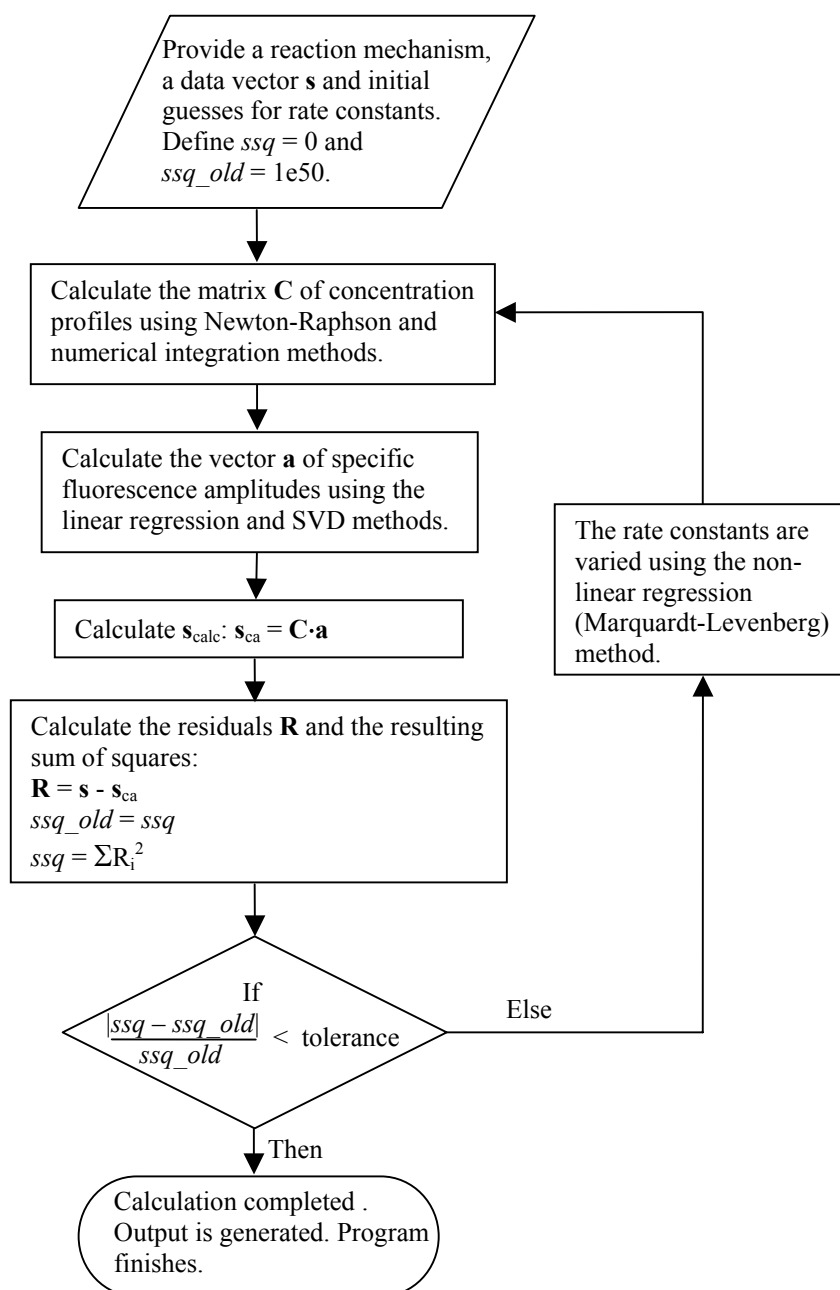 Provide a reaction mechanism,
a data vector s and initial
guesses for rate constants.
Define ssq = 0 and
ssq_old = 1e50.
Calculate the matrix C of concentration
profiles using Newton-Raphson and
numerical integration methods.
Calculate the vector a of specific
fluorescence amplitudes using the
linear regression and SVD methods.
The rate constants are
varied using the non-
linear regression
(Marquardt-Levenberg)
method.
Calculate s_calc: s_ca = C·a
Calculate the residuals R and the resulting
sum of squares:
R = s - s_ca
ssq_old = ssq
ssq = ΣR_i^2
If
|ssq – ssq_old|
ssq_old
< tolerance
Else
Then
Calculation completed .
Output is generated. Program
finishes.